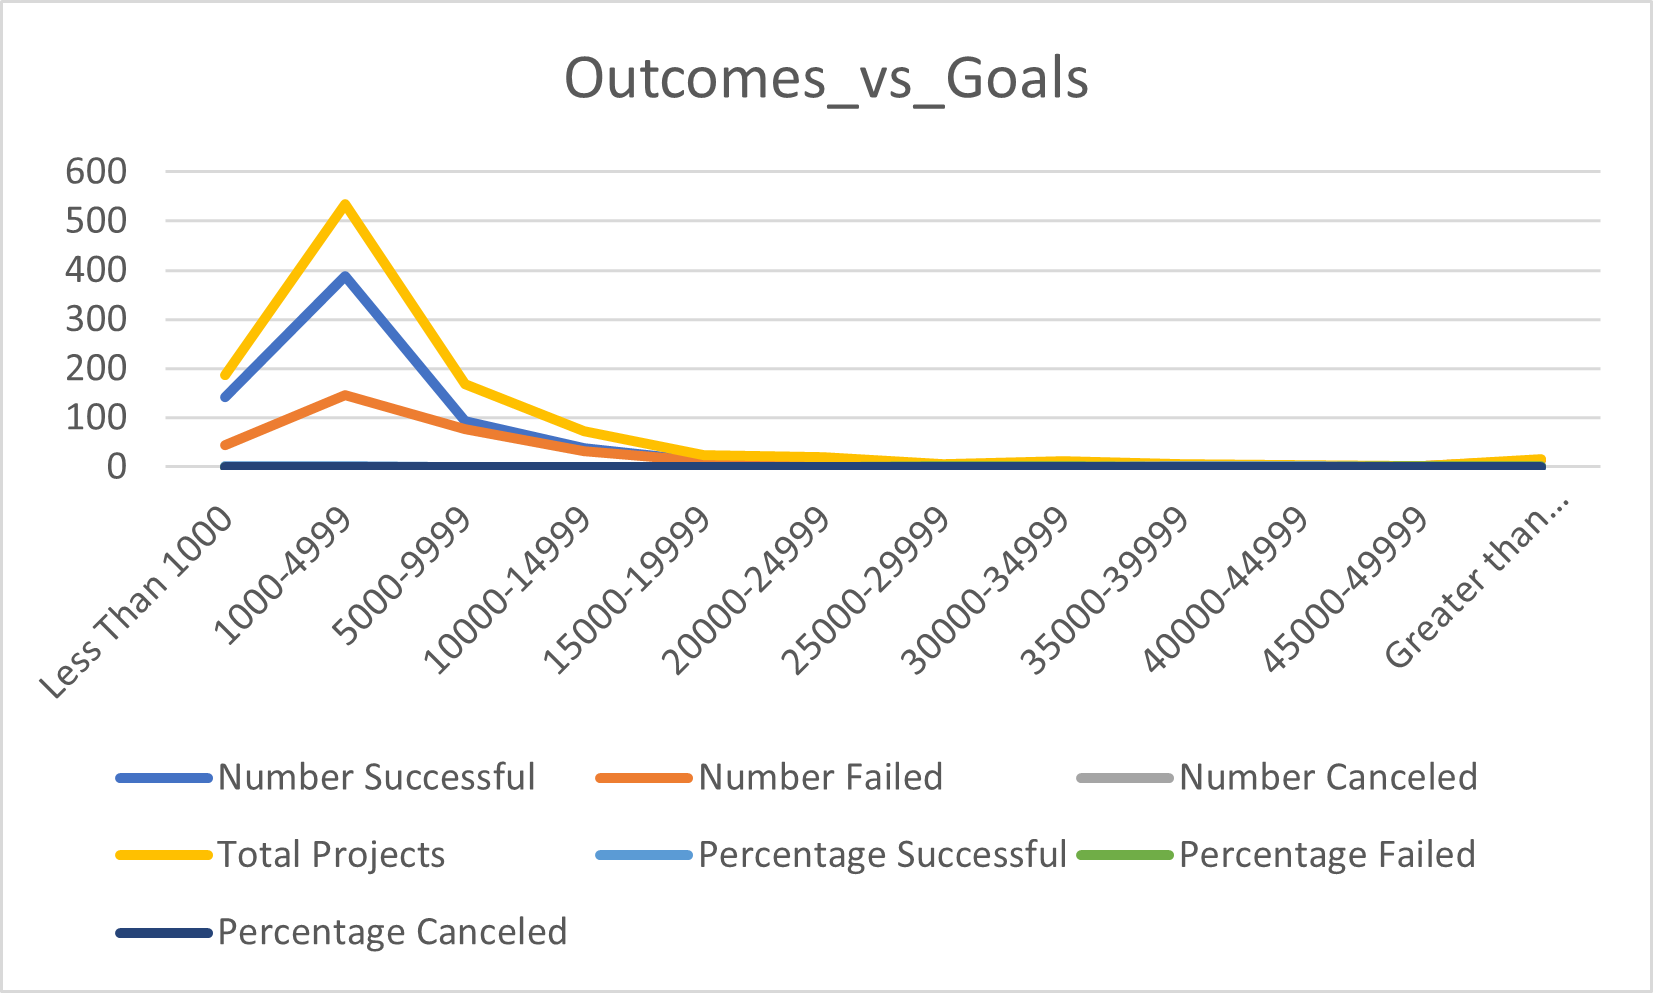 Outcomes_vs_Goals
600
500
400
300
200
100
0
Less Than 1000
1000-4999
5000-9999
10000-14999
15000-19999
20000-24999
25000-29999
30000-34999
35000-39999
40000-44999
45000-49999
Greater than...
Number Successful
Number Failed
Number Canceled
Total Projects
Percentage Successful
Percentage Failed
Percentage Canceled